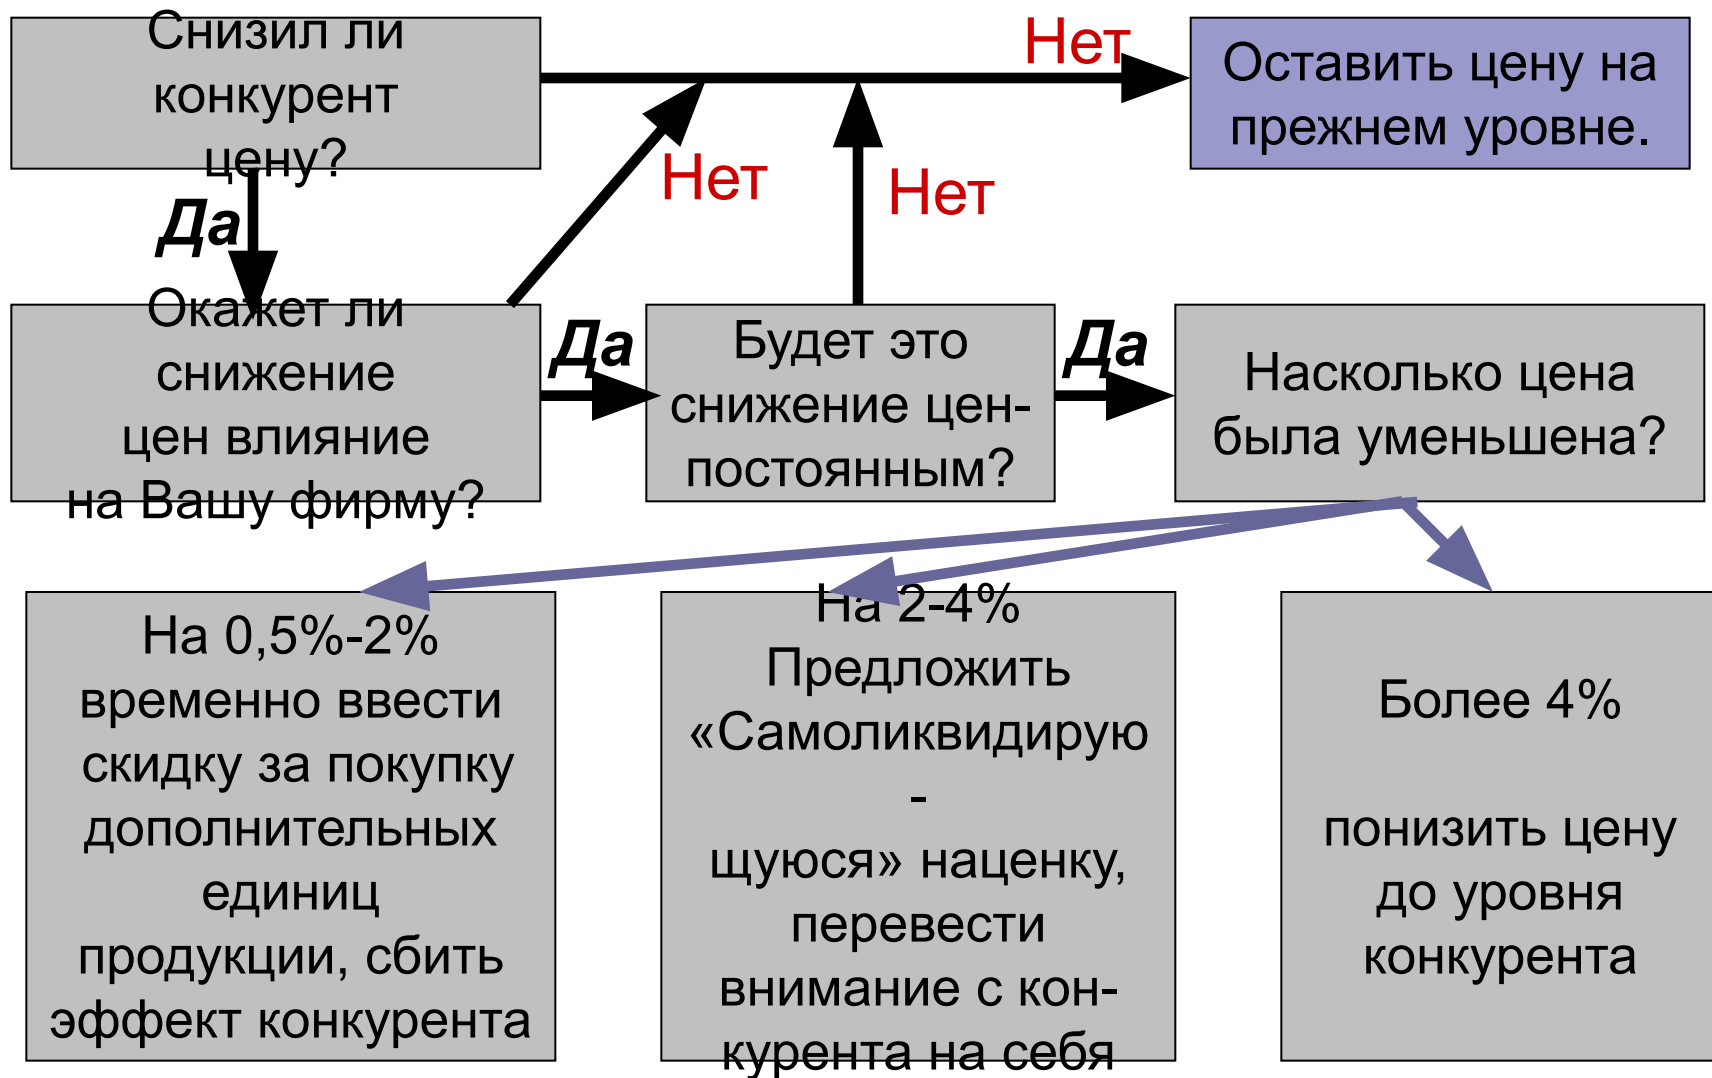 Снизил ли
конкурент
цену?
Нет
Оставить цену на
прежнем уровне.
Да
Нет
Нет
Окажет ли
снижение
цен влияние
на Вашу фирму?
Да
Будет это
снижение цен-
постоянным?
Да
Насколько цена
была уменьшена?
На 0,5%-2%
временно ввести
скидку за покупку
дополнительных
единиц
продукции, сбить
эффект конкурента
На 2-4%
Предложить
«Самоликвидирую
-
щуюся» наценку,
перевести
внимание с кон-
курента на себя
Более 4%
понизить цену
до уровня
конкурента